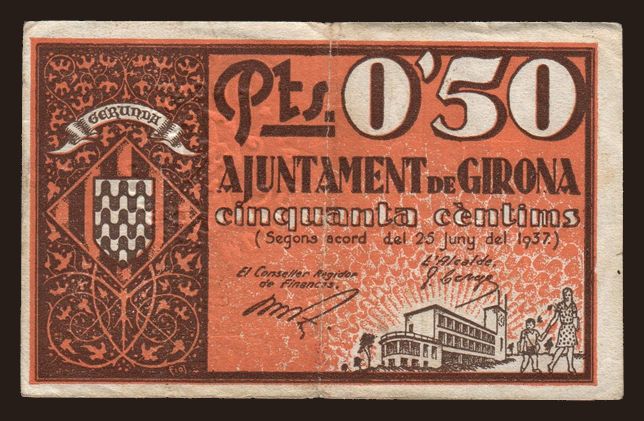 GERUNDA
Pts. 0'50
AJUNTAMENT DE GIRONA
cinquanta cèntims
(Segons acord del 25 juny del 1937.)
El Conseller Regidor
de Finances,
L'Alcalde,